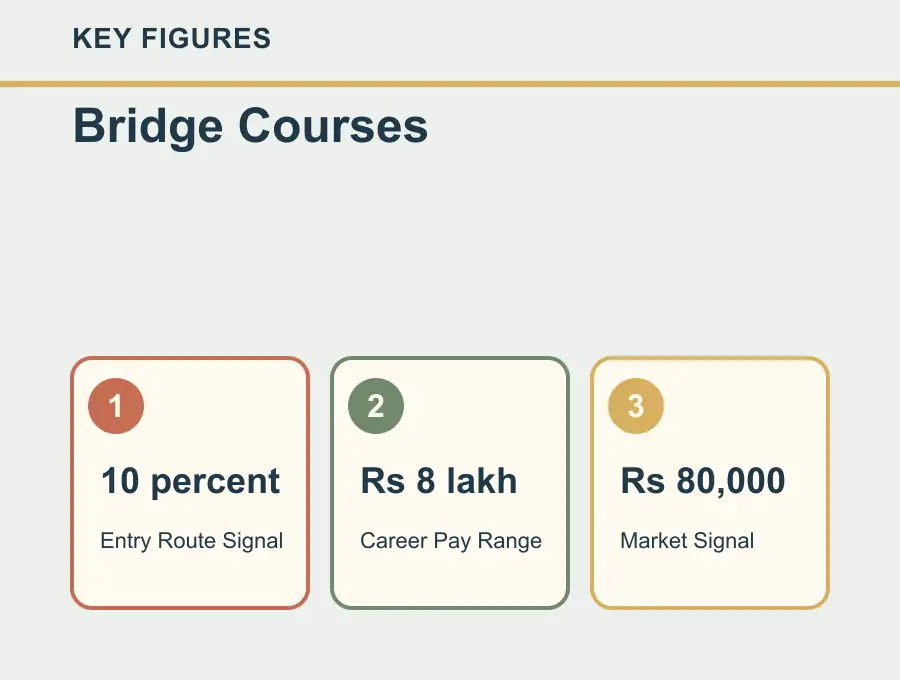 KEY FIGURES
Bridge Courses
1
10 percent
Entry Route Signal
2
Rs 8 lakh
Career Pay Range
3
Rs 80,000
Market Signal